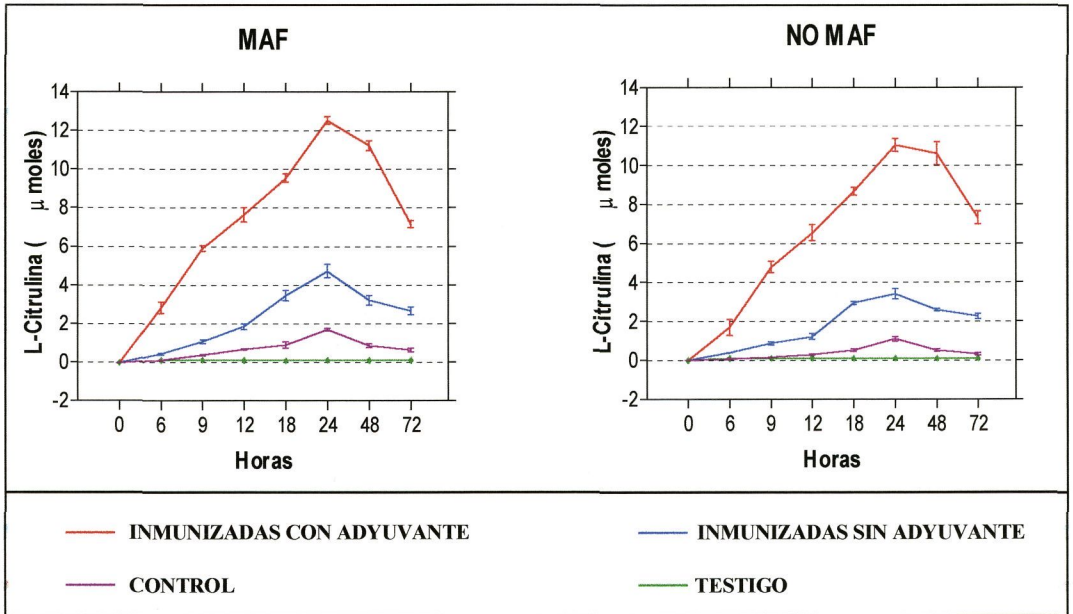 MAF
NO MAF
L-Citrulina ( μ moles)
14
12
10
8
6
4
2
0
-2
0 6 9 12 18 24 48 72
Horas
L-Citrulina ( μ moles)
14
12
10
8
6
4
2
0
-2
0 6 9 12 18 24 48 72
Horas
INMUNIZADAS CON ADYUVANTE
INMUNIZADAS SIN ADYUVANTE
CONTROL
TESTIGO